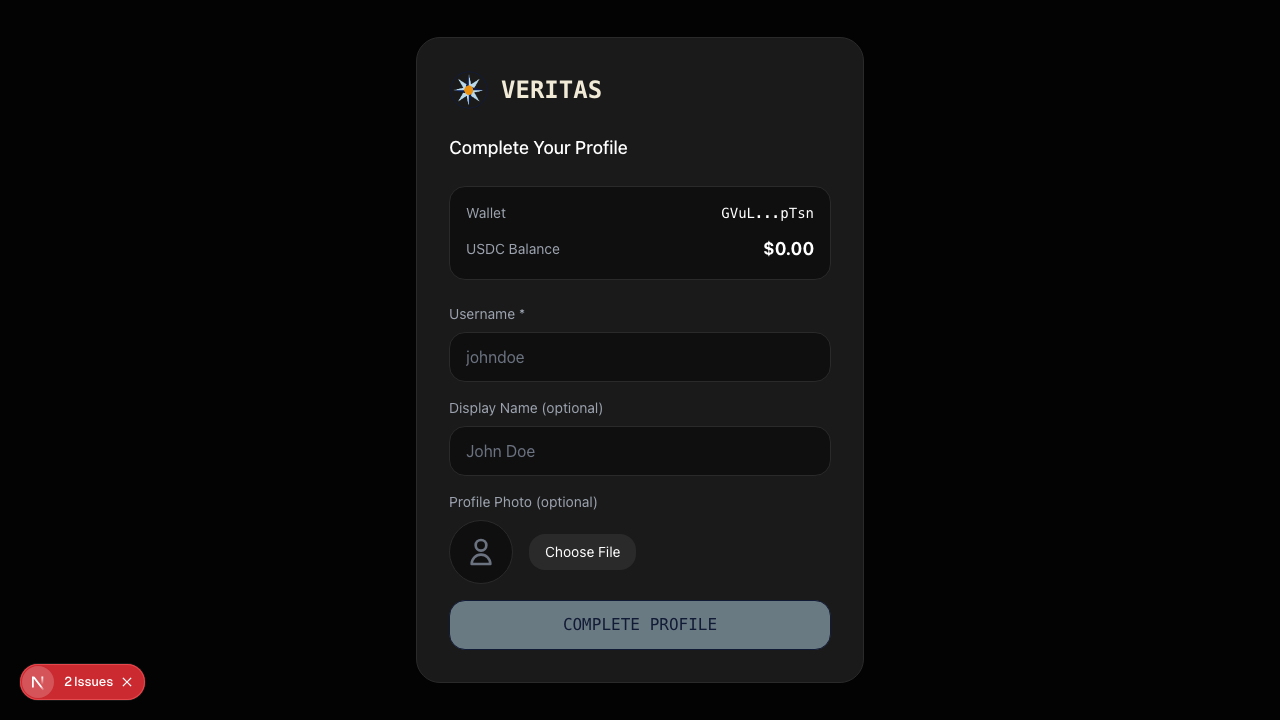 VERITAS
Complete Your Profile
Wallet GVuL...pTsn
USDC Balance $0.00
Username *
johndoe
Display Name (optional)
John Doe
Profile Photo (optional)
Choose File
COMPLETE PROFILE
N 2 Issues